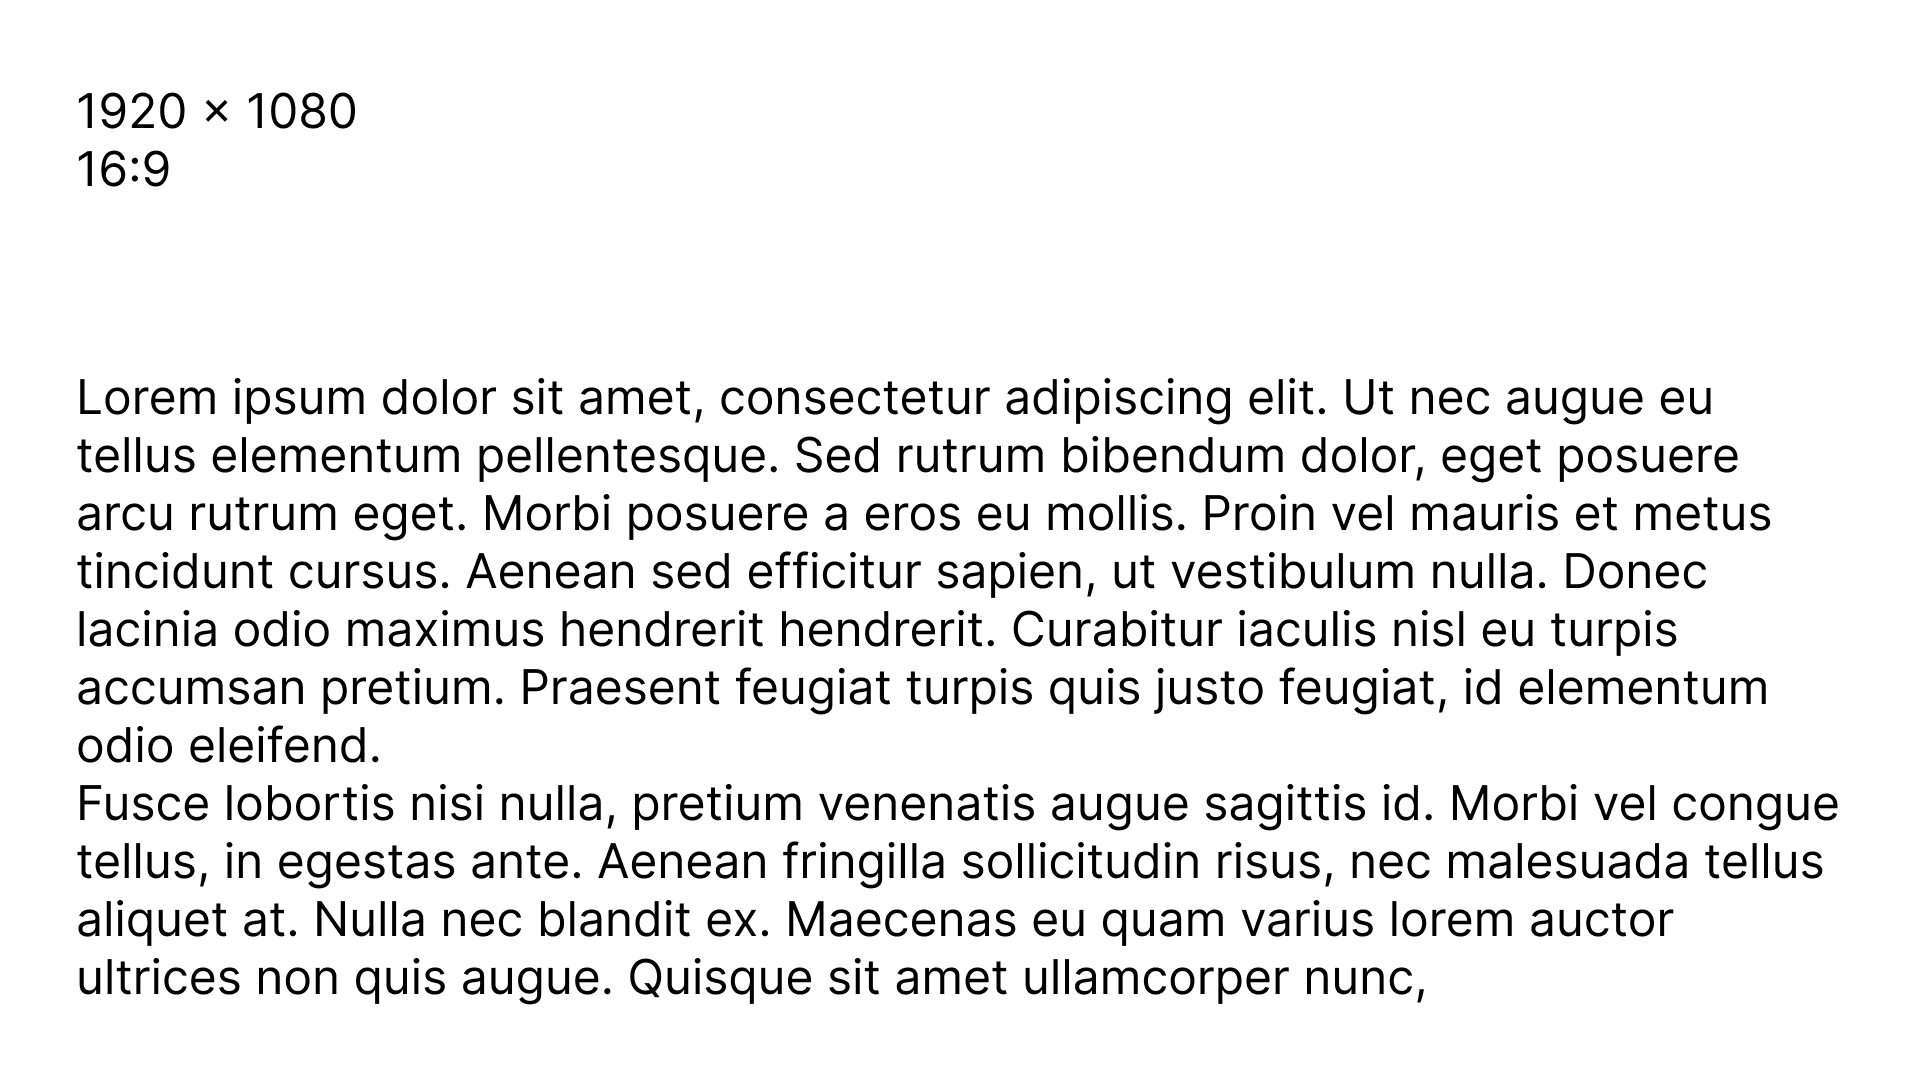 1920 × 1080
16:9
Lorem ipsum dolor sit amet, consectetur adipiscing elit. Ut nec augue eu
tellus elementum pellentesque. Sed rutrum bibendum dolor, eget posuere
arcu rutrum eget. Morbi posuere a eros eu mollis. Proin vel mauris et metus
tincidunt cursus. Aenean sed efficitur sapien, ut vestibulum nulla. Donec
lacinia odio maximus hendrerit hendrerit. Curabitur iaculis nisl eu turpis
accumsan pretium. Praesent feugiat turpis quis justo feugiat, id elementum
odio eleifend.
Fusce lobortis nisi nulla, pretium venenatis augue sagittis id. Morbi vel congue
tellus, in egestas ante. Aenean fringilla sollicitudin risus, nec malesuada tellus
aliquet at. Nulla nec blandit ex. Maecenas eu quam varius lorem auctor
ultrices non quis augue. Quisque sit amet ullamcorper nunc,